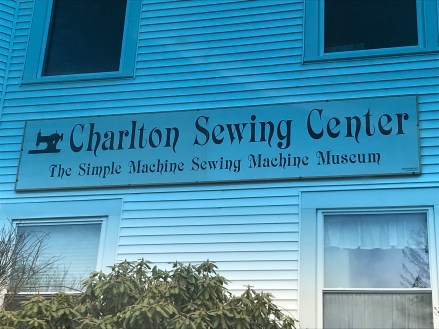 Charlton Sewing Center
The Simple Machine Sewing Machine Museum